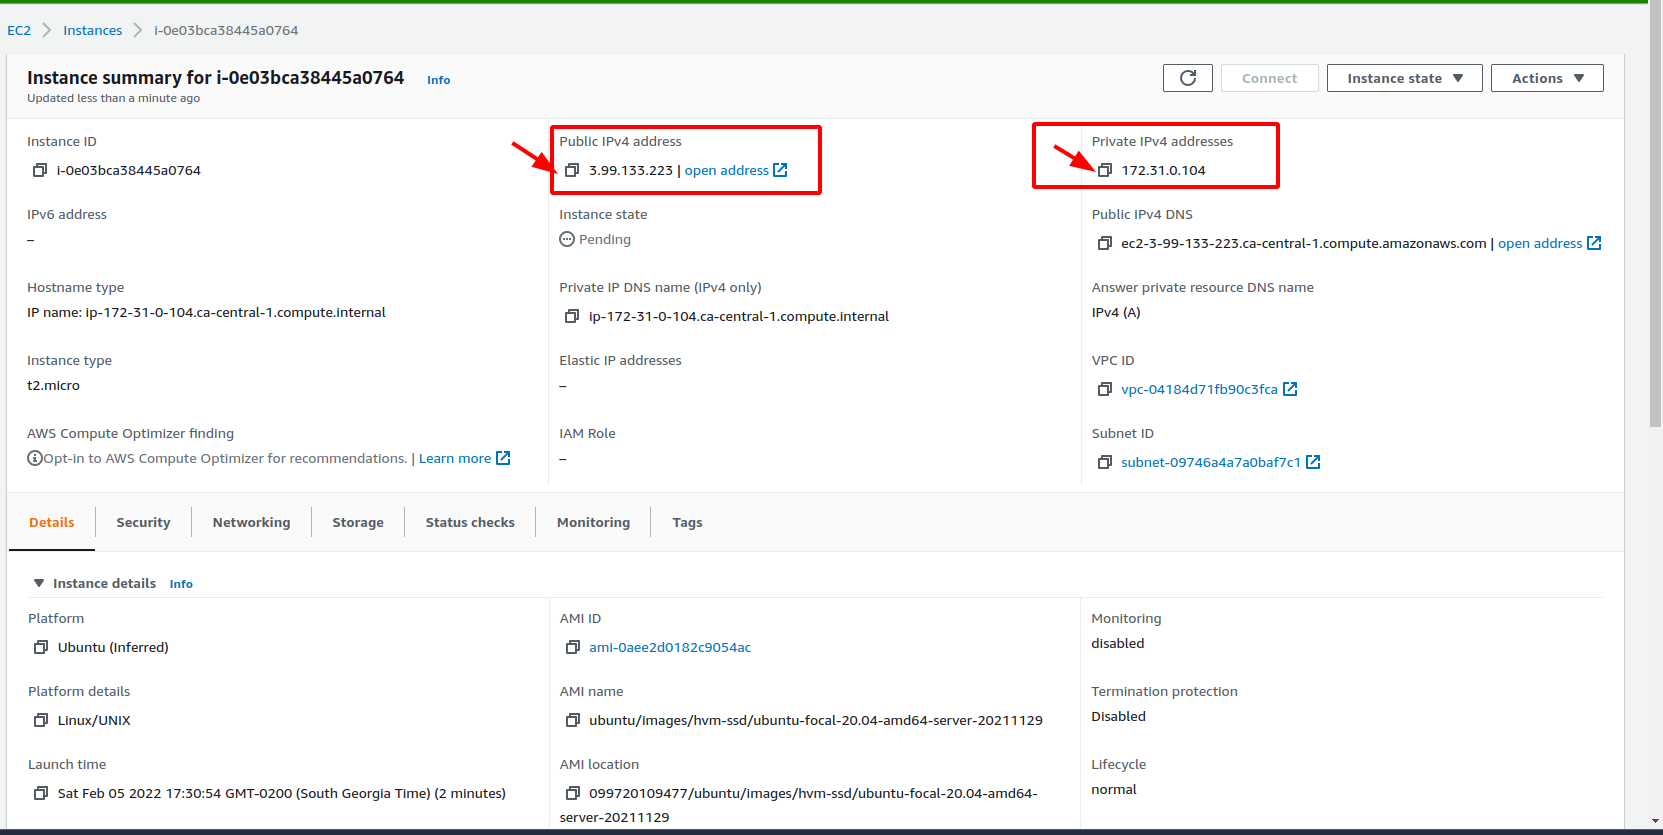 EC2 > Instances > i-0e03bca38445a0764
Instance summary for i-0e03bca38445a0764 Info
Updated less than a minute ago
Connect Instance state Actions
Instance ID
i-0e03bca38445a0764
Public IPv4 address
3.99.133.223 | open address
Private IPv4 addresses
172.31.0.104
IPv6 address
–
Instance state
Pending
Public IPv4 DNS
ec2-3-99-133-223.ca-central-1.compute.amazonaws.com | open address
Hostname type
IP name: ip-172-31-0-104.ca-central-1.compute.internal
Private IP DNS name (IPv4 only)
ip-172-31-0-104.ca-central-1.compute.internal
Answer private resource DNS name
IPv4 (A)
Instance type
t2.micro
Elastic IP addresses
–
VPC ID
vpc-04184d71fb90c3fca
AWS Compute Optimizer finding
Opt-in to AWS Compute Optimizer for recommendations. | Learn more
IAM Role
–
Subnet ID
subnet-09746a4a7a0baf7c1
Details Security Networking Storage Status checks Monitoring Tags
Instance details Info
Platform
Ubuntu (Inferred)
AMI ID
ami-0aee2d0182c9054ac
Monitoring
disabled
Platform details
Linux/UNIX
AMI name
ubuntu/images/hvm-ssd/ubuntu-focal-20.04-amd64-server-20211129
Termination protection
Disabled
Launch time
Sat Feb 05 2022 17:30:54 GMT-0200 (South Georgia Time) (2 minutes)
AMI location
099720109477/ubuntu/images/hvm-ssd/ubuntu-focal-20.04-amd64-
server-20211129
Lifecycle
normal